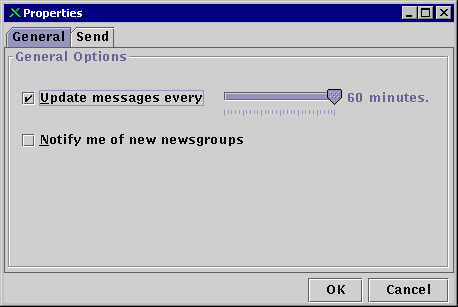 Properties
General Send
General Options
Update messages every 60 minutes.
Notify me of new newsgroups
OK Cancel